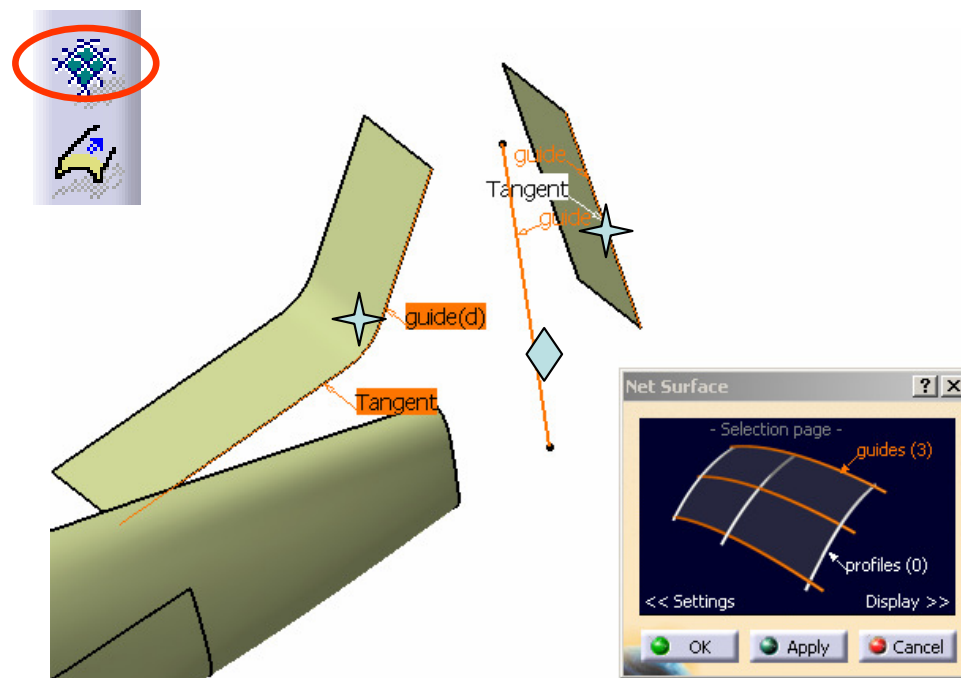 guide
Tangent
guide
guide(d)
Tangent
Net Surface
?
- Selection page -
guides (3)
profiles (0)
<< Settings Display >>
OK Apply Cancel